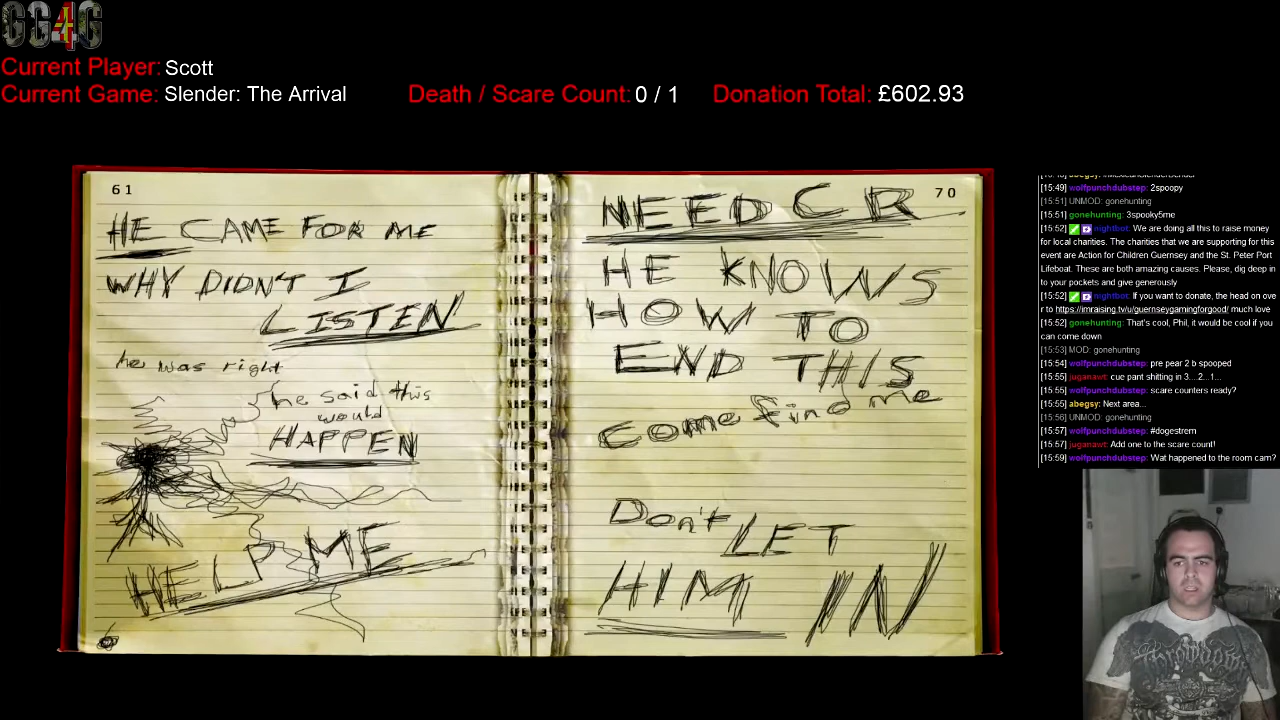 GG4G
Current Player: Scott
Current Game: Slender: The Arrival
Death / Scare Count: 0 / 1
Donation Total: £602.93
61
HE CAME FOR ME
WHY DIDN'T I
LISTEN
he was right
he said this
would
HAPPEN
HELP ME
70
NEED CR
HE KNOWS
HOW TO
END THIS
come find me
Don't LET
HIM IN
[15:49] wolfpunchdubstep: 2spoopy
[15:51] UNMOD: gonehunting
[15:51] gonehunting: 3spooky5me
[15:52] nightbot: We are doing all this to raise money
for local charities. The charities that we are supporting for this
event are Action for Children Guernsey and the St. Peter Port
Lifeboat. These are both amazing causes. Please, dig deep in
to your pockets and give generously
[15:52] nightbot: If you want to donate, the head on ove
r to https://imraising.tv/u/guernseygamingforgood/ much love
[15:52] gonehunting: That's cool, Phil, it would be cool if you
can come down
[15:53] MOD: gonehunting
[15:54] wolfpunchdubstep: pre pear 2 b spooped
[15:55] juganawt: cue pant shitting in 3....2...1...
[15:55] wolfpunchdubstep: scare counters ready?
[15:55] abegsy: Next area...
[15:56] UNMOD: gonehunting
[15:57] wolfpunchdubstep: #dogestrem
[15:57] juganawt: Add one to the scare count!
[15:59] wolfpunchdubstep: Wat happened to the room cam?